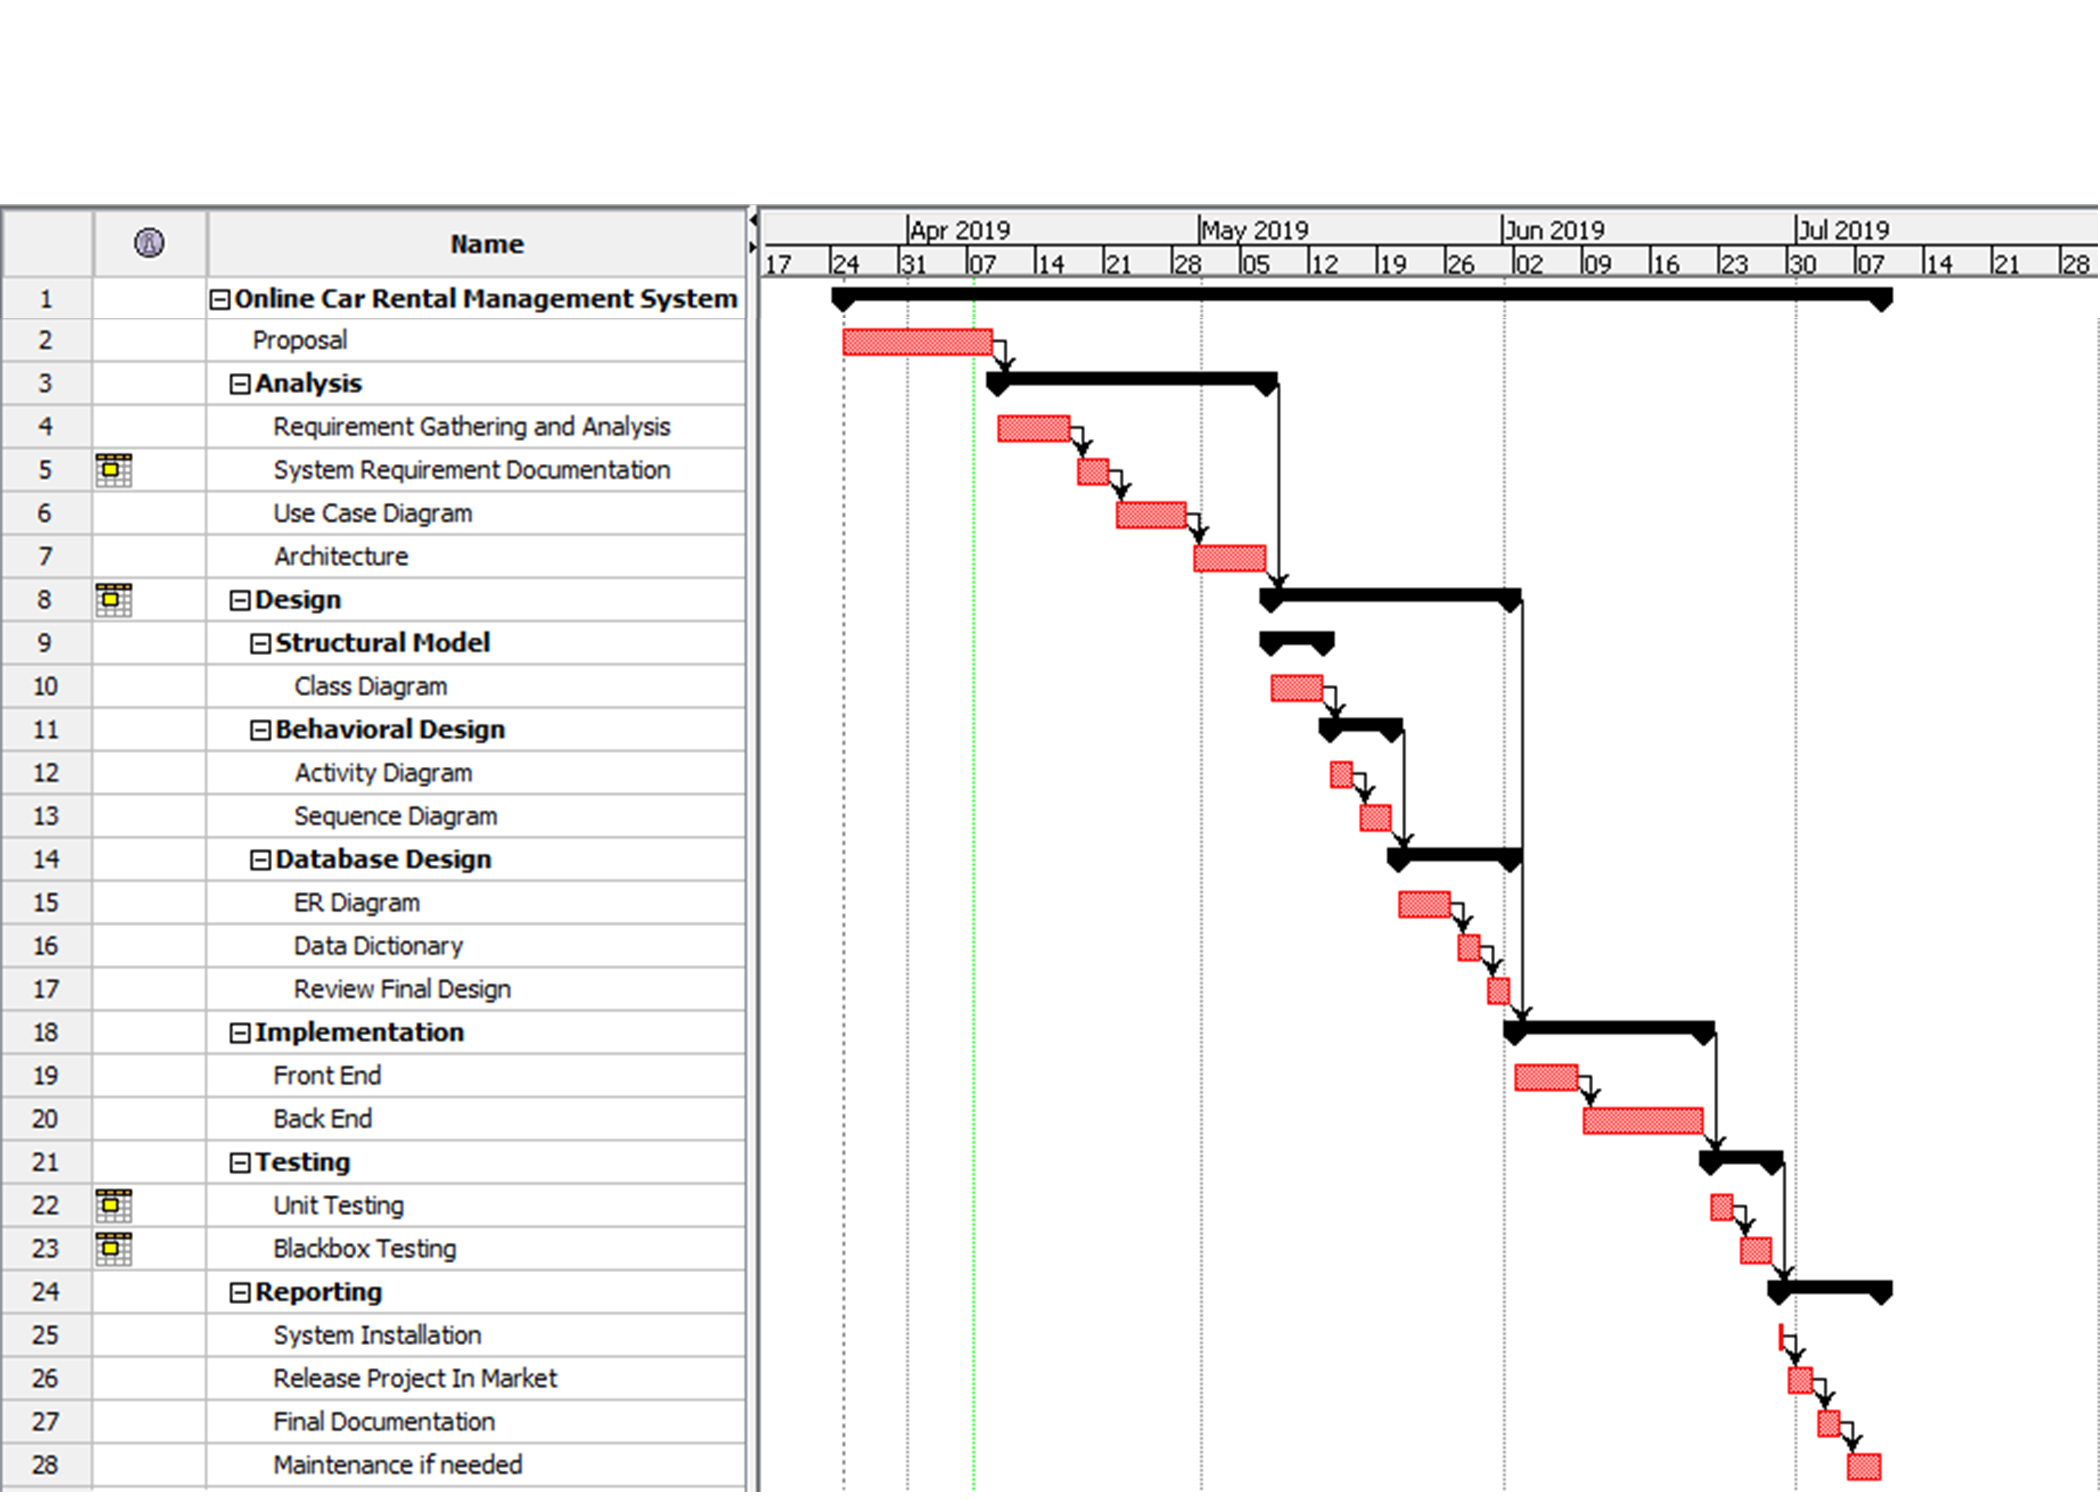 Name
Apr 2019 May 2019 Jun 2019 Jul 2019
17 24 31 07 14 21 28 05 12 19 26 02 09 16 23 30 07 14 21 28
1 Online Car Rental Management System
2 Proposal
3 Analysis
4 Requirement Gathering and Analysis
5 System Requirement Documentation
6 Use Case Diagram
7 Architecture
8 Design
9 Structural Model
10 Class Diagram
11 Behavioral Design
12 Activity Diagram
13 Sequence Diagram
14 Database Design
15 ER Diagram
16 Data Dictionary
17 Review Final Design
18 Implementation
19 Front End
20 Back End
21 Testing
22 Unit Testing
23 Blackbox Testing
24 Reporting
25 System Installation
26 Release Project In Market
27 Final Documentation
28 Maintenance if needed